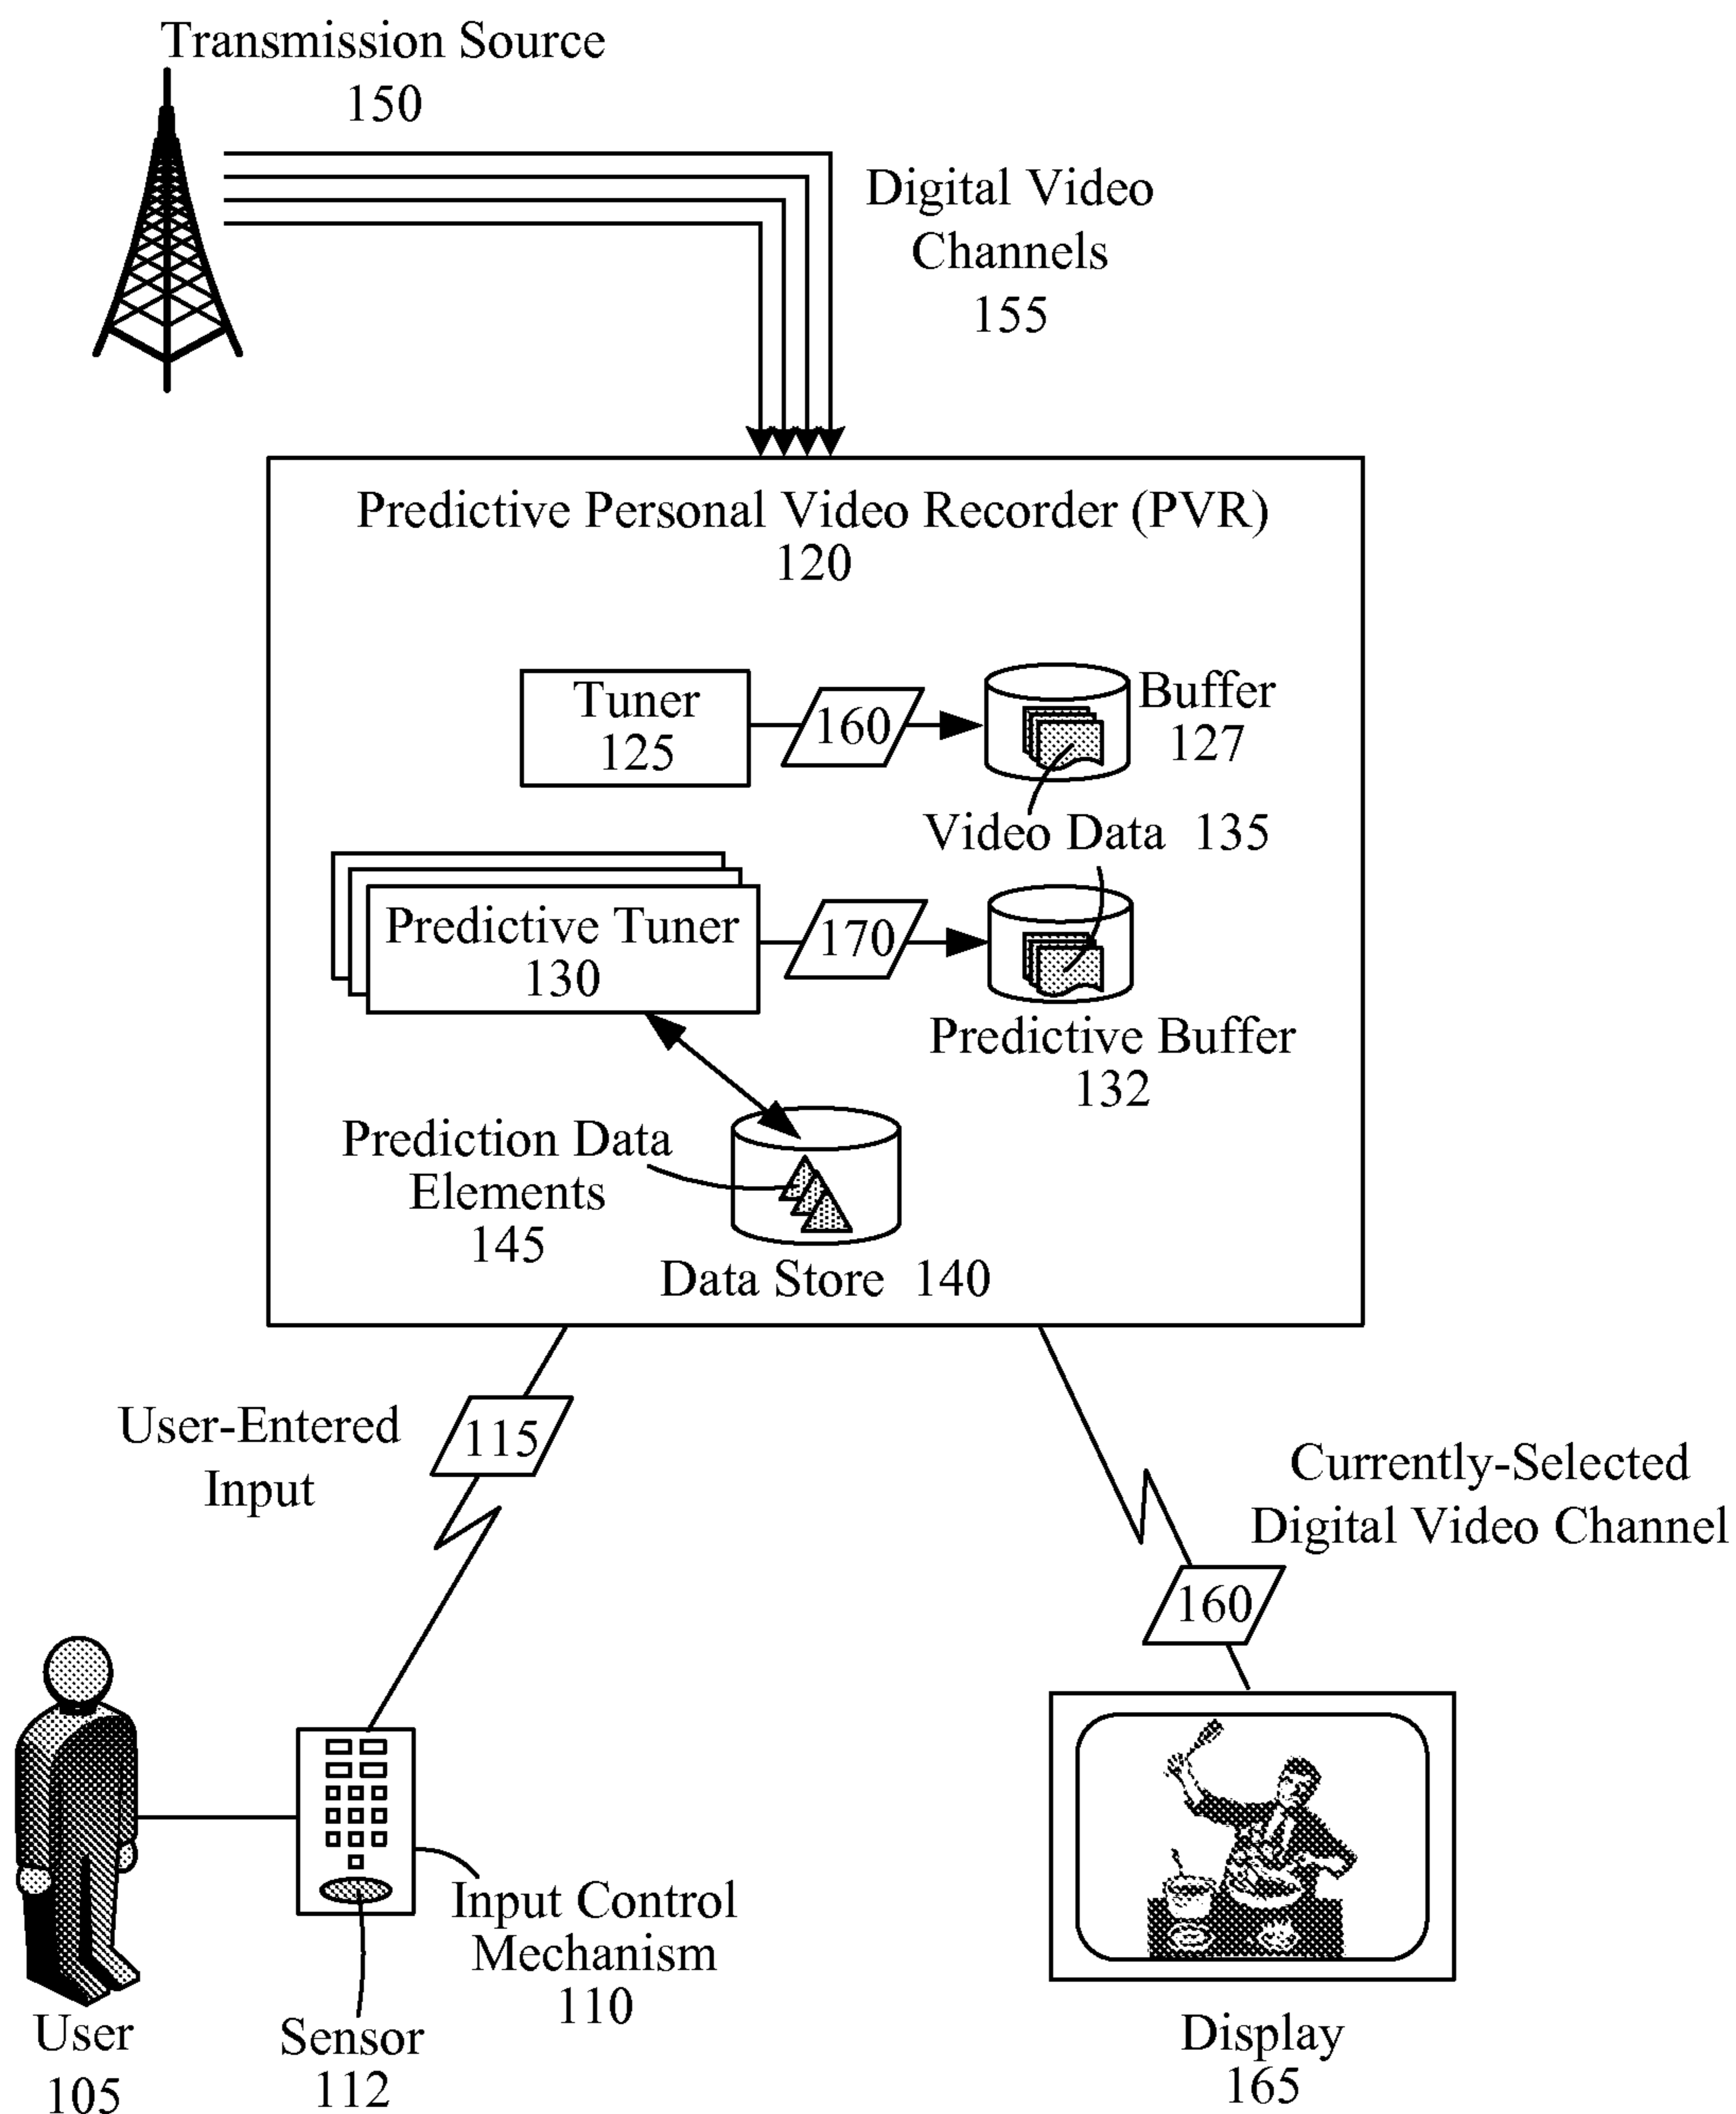 Transmission Source
150
Digital Video
Channels
155
Predictive Personal Video Recorder (PVR)
120
Tuner
125
160
Buffer
127
Video Data 135
Predictive Tuner
130
170
Predictive Buffer
132
Prediction Data
Elements
145
Data Store 140
User-Entered
Input
115
Currently-Selected
Digital Video Channel
160
Input Control
Mechanism
110
User
105
Sensor
112
Display
165